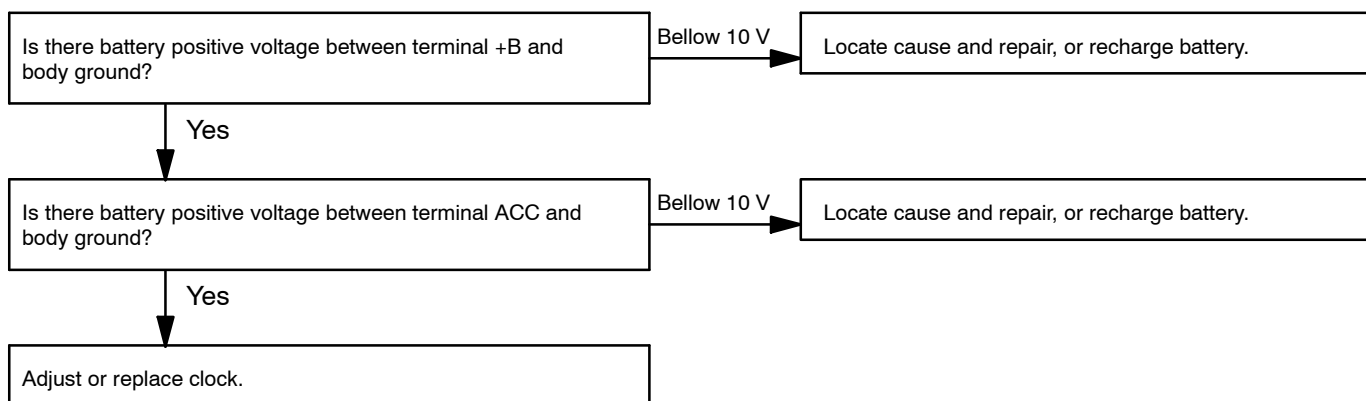 Is there battery positive voltage between terminal +B and
body ground?
Bellow 10 V
Locate cause and repair, or recharge battery.
Yes
Is there battery positive voltage between terminal ACC and
body ground?
Bellow 10 V
Locate cause and repair, or recharge battery.
Yes
Adjust or replace clock.